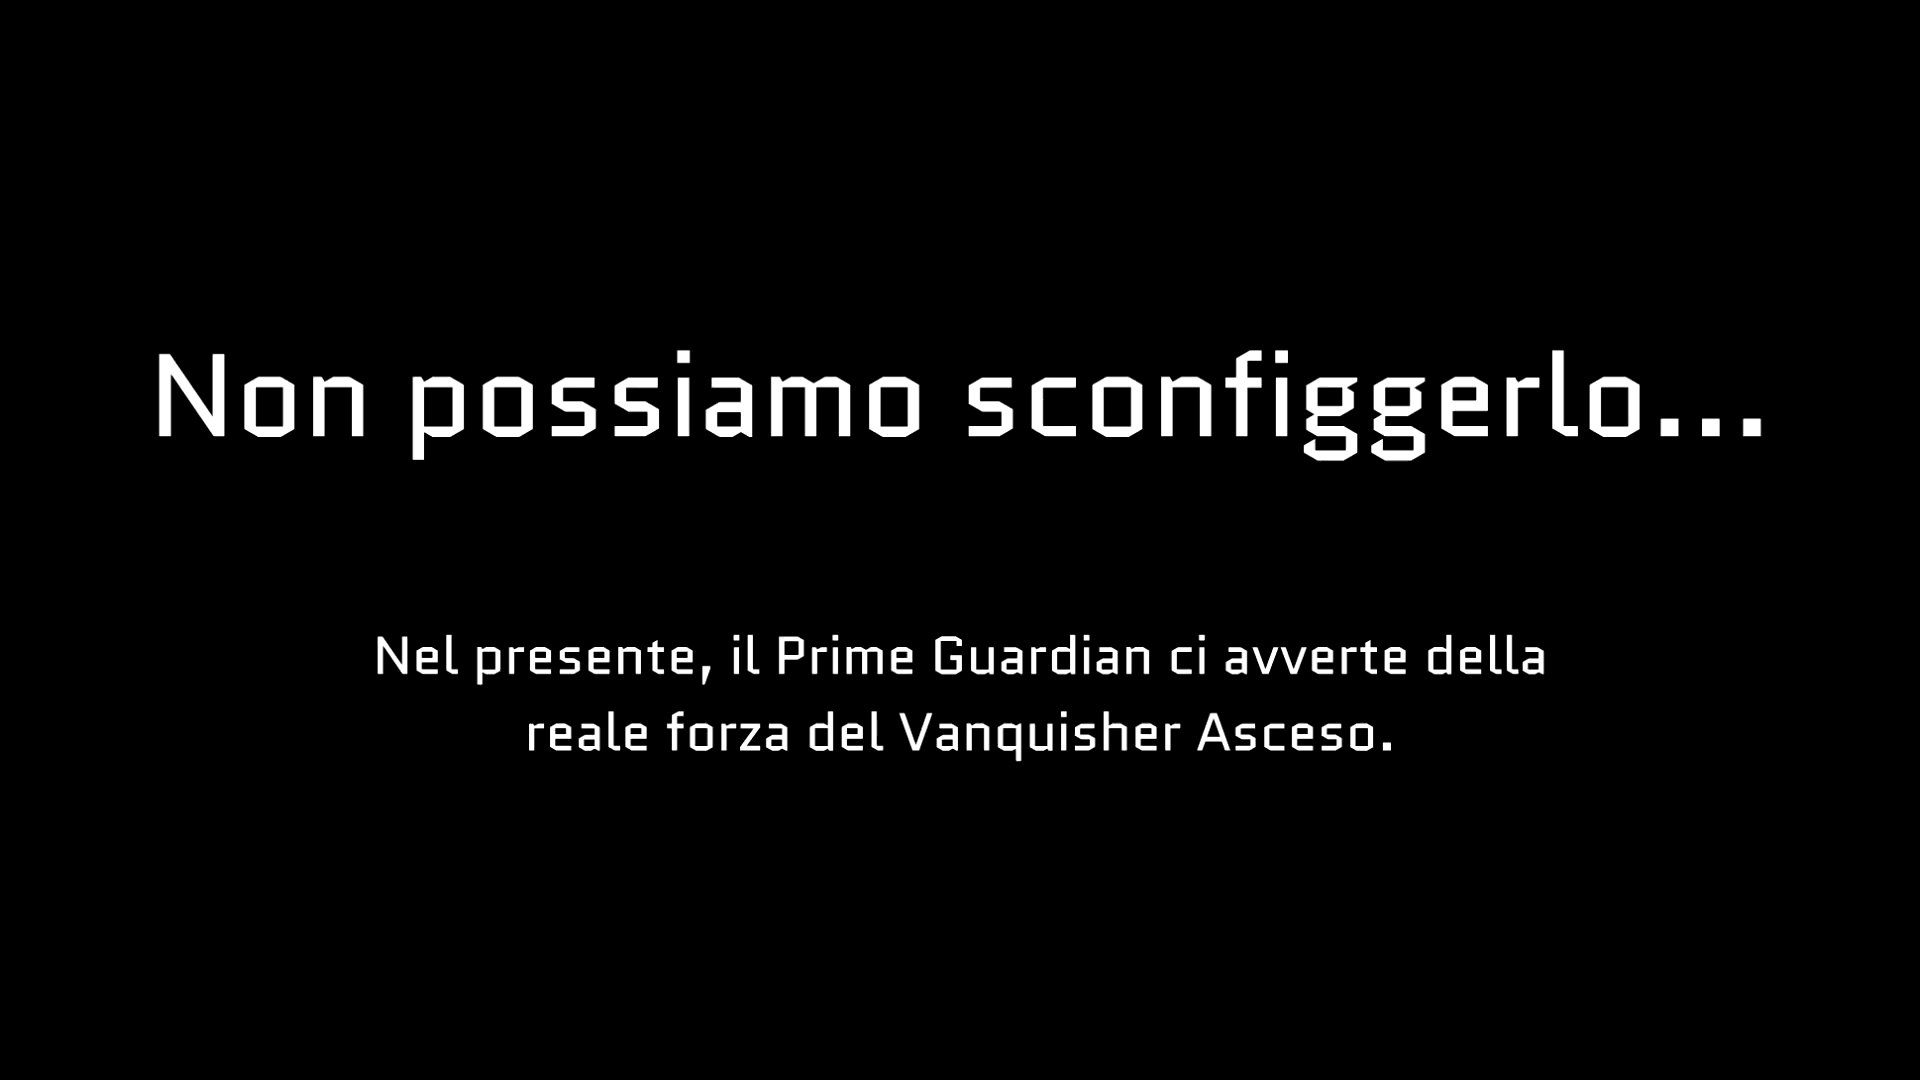 Non possiamo sconfiggerlo...
Nel presente, il Prime Guardian ci avverte della
reale forza del Vanquisher Asceso.